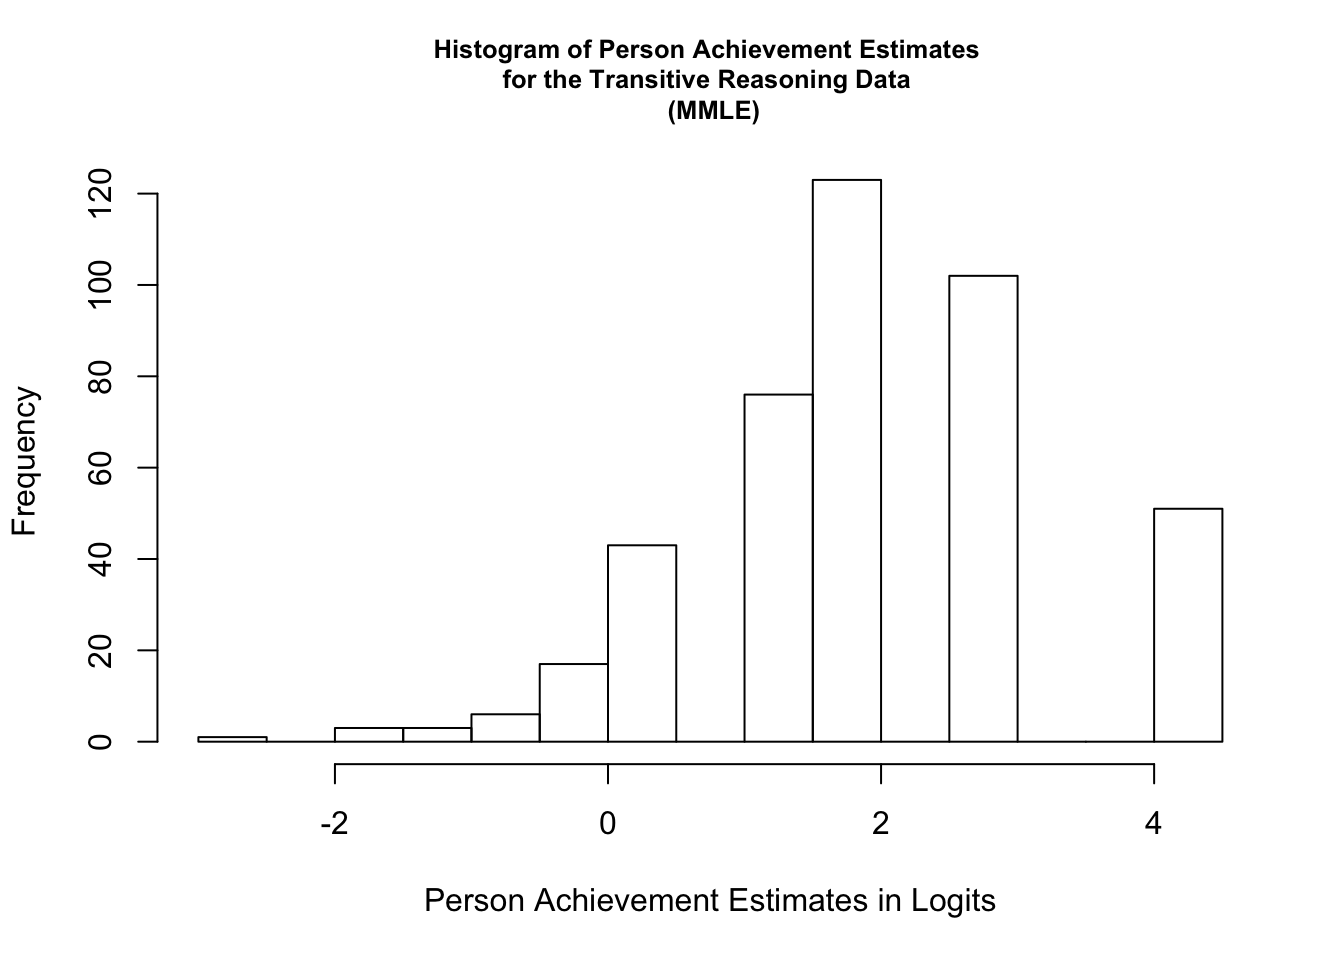 Histogram of Person Achievement Estimates
for the Transitive Reasoning Data
(MMLE)
120
100
80
60
40
20
0
Frequency
-2 0 2 4
Person Achievement Estimates in Logits